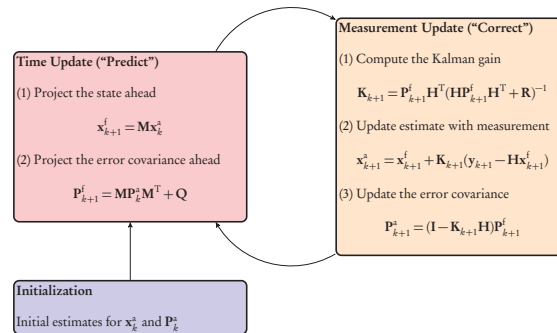 Time Update (“Predict”)
(1) Project the state ahead
x^f_{k+1} = Mx^a_k
(2) Project the error covariance ahead
P^f_{k+1} = MP^a_kM^T + Q
Measurement Update (“Correct”)
(1) Compute the Kalman gain
K_{k+1} = P^f_{k+1}H^T(HP^f_{k+1}H^T + R)^{-1}
(2) Update estimate with measurement
x^a_{k+1} = x^f_{k+1} + K_{k+1}(y_{k+1} − Hx^f_{k+1})
(3) Update the error covariance
P^a_{k+1} = (I − K_{k+1}H)P^f_{k+1}
Initialization
Initial estimates for x^a_k and P^a_k